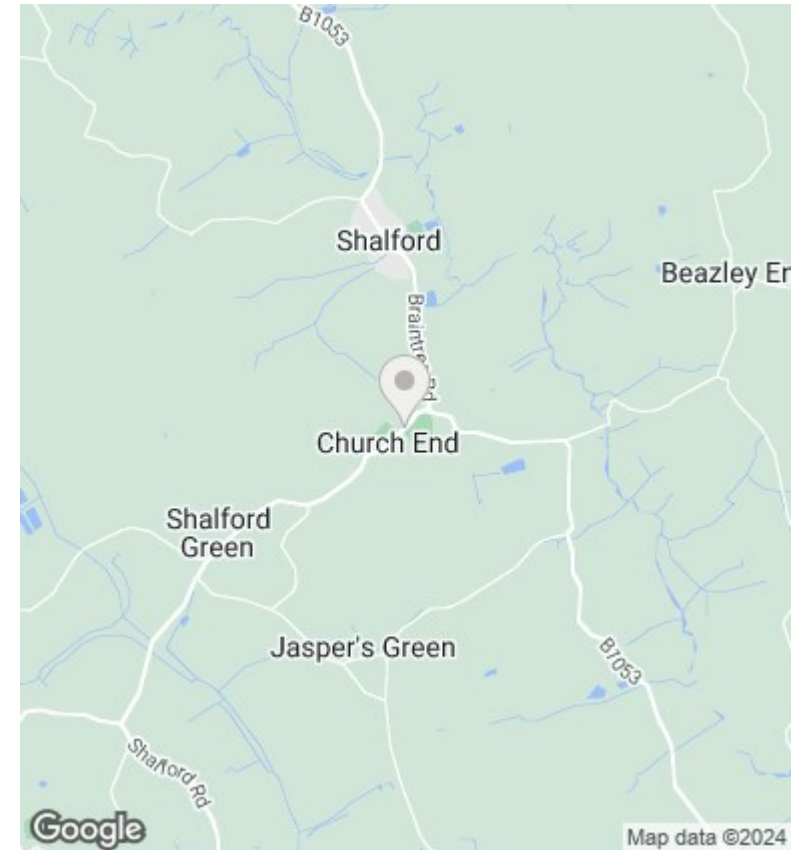 B1053
Shalford
Beazley En
Braintree Rd
Church End
Shalford
Green
Jasper's Green
B1053
Shalford Rd
Google
Map data ©2024